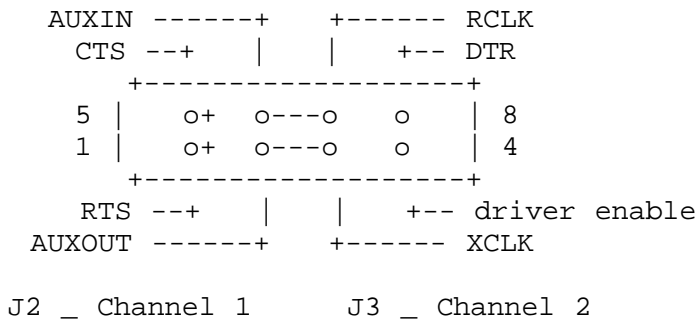 AUXIN ------+    +------ RCLK
CTS --+    |    |    +-- DTR
+-------------------+
5 |    o+  o---o   o   | 8
1 |    o+  o---o   o   | 4
+-------------------+
RTS --+    |    |    +-- driver enable
AUXOUT ------+    +------ XCLK
J2 _ Channel 1      J3 _ Channel 2